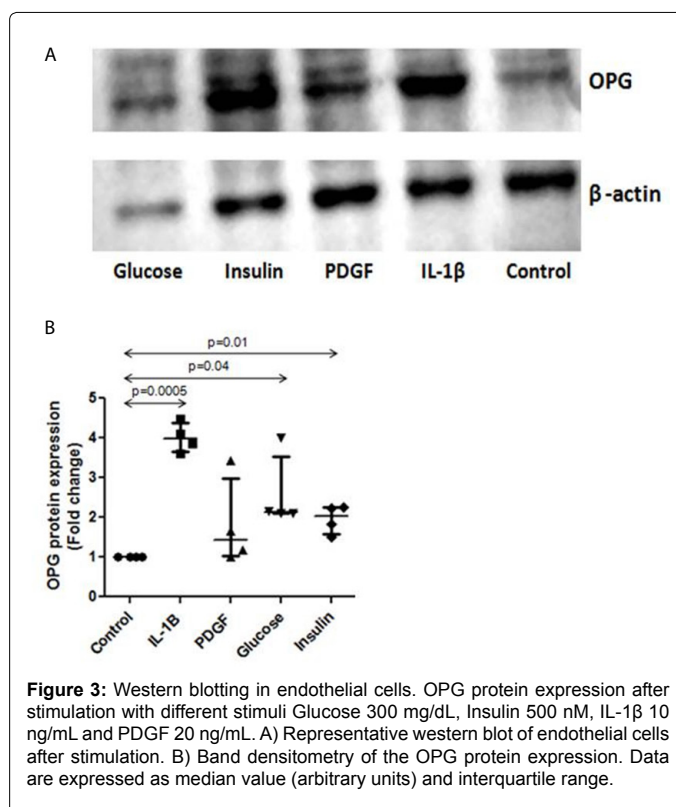 A
OPG
β-actin
Glucose Insulin PDGF IL-1β Control
B
p=0.01
p=0.04
p=0.0005
OPG protein expression
(Fold change)
5
4
3
2
1
0
Control IL-1B PDGF Glucose Insulin
Figure 3: Western blotting in endothelial cells. OPG protein expression after
stimulation with different stimuli Glucose 300 mg/dL, Insulin 500 nM, IL-1β 10
ng/mL and PDGF 20 ng/mL. A) Representative western blot of endothelial cells
after stimulation. B) Band densitometry of the OPG protein expression. Data
are expressed as median value (arbitrary units) and interquartile range.